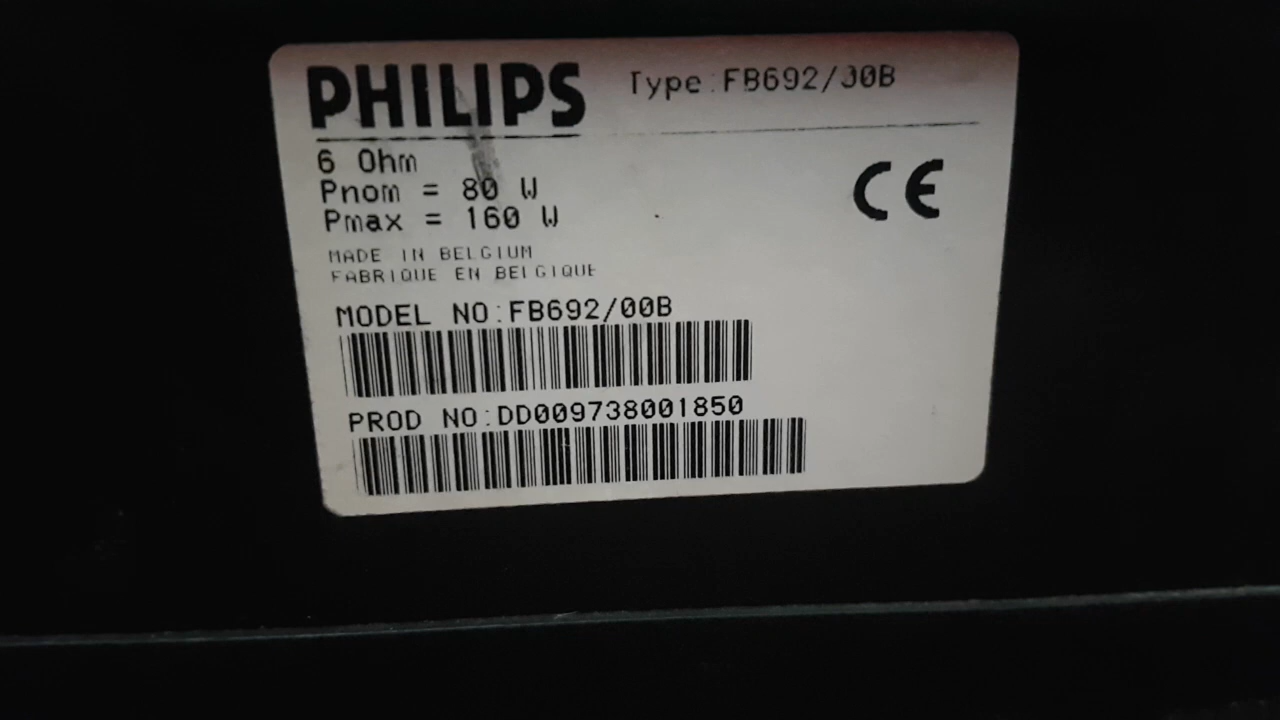 PHILIPS Type:FB692/00B
6 Ohm
Pnom = 80 W
Pmax = 160 W
CE
MADE IN BELGIUM
FABRIQUE EN BELGIQUE
MODEL NO:FB692/00B
PROD NO:DD009738001850